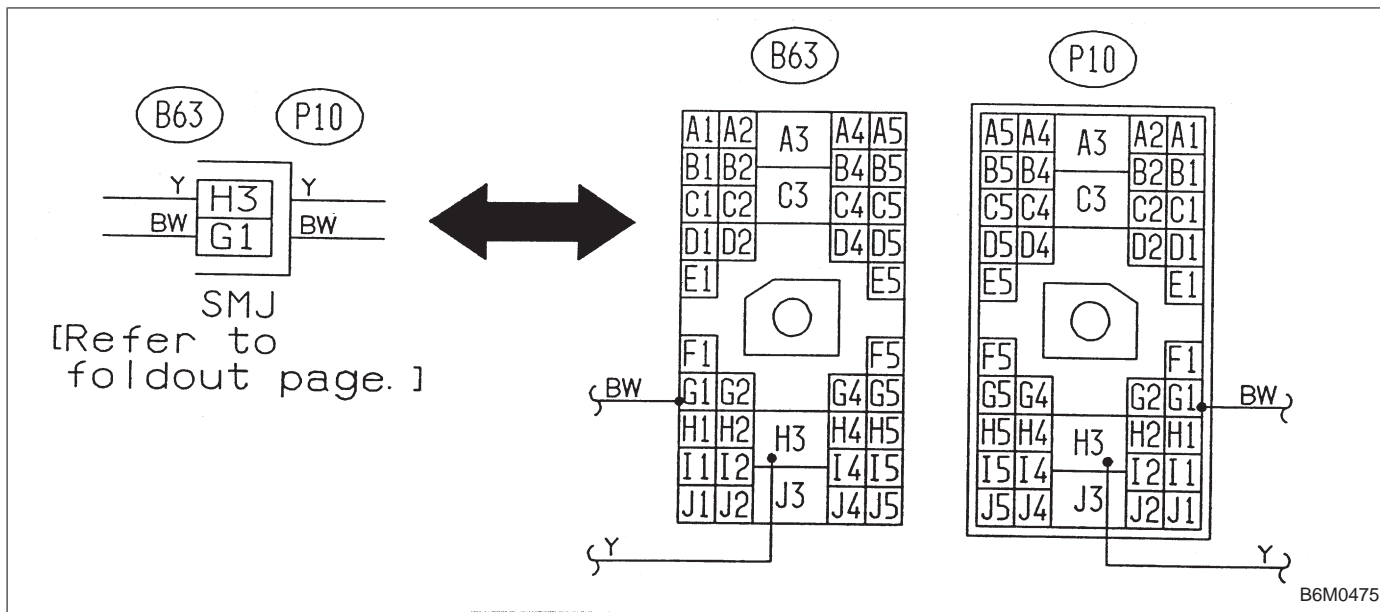 B63 P10
Y H3 Y
BW G1 BW
SMJ
[Refer to
foldout page. ]
B63
A1 A2 A3 A4 A5
B1 B2 B4 B5
C1 C2 C3 C4 C5
D1 D2 D4 D5
E1 E5
F1 F5
BW G1 G2 G4 G5
H1 H2 H3 H4 H5
I1 I2 I4 I5
J1 J2 J3 J4 J5
Y
P10
A5 A4 A3 A2 A1
B5 B4 B2 B1
C5 C4 C3 C2 C1
D5 D4 D2 D1
E5 E1
F5 F1
G5 G4 G2 G1 BW
H5 H4 H3 H2 H1
I5 I4 I2 I1
J5 J4 J3 J2 J1
Y
B6M0475